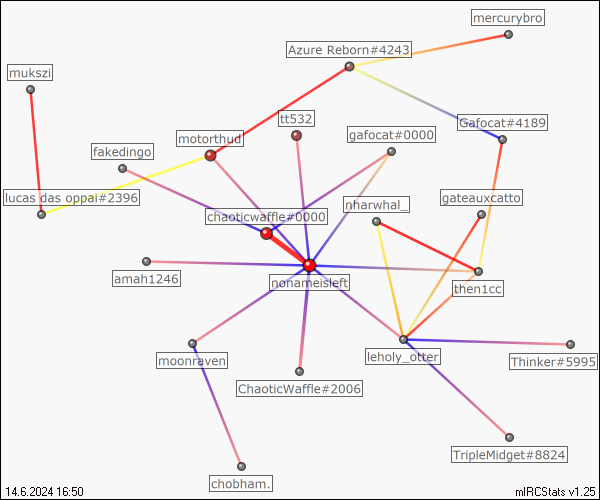 mercurybro
Azure Reborn#4243
mukszi
tt532
Gafocat#4189
motorthud
gafocat#0000
fakedingo
lucas das oppai#2396
nharwhal_
gateauxcatto
chaoticwaffle#0000
amah1246
nonameisleft
then1cc
leholy_otter
moonraven
Thinker#5995
ChaoticWaffle#2006
TripleMidget#8824
chobham.
14.6.2024 16:50
mIRCStats v1.25